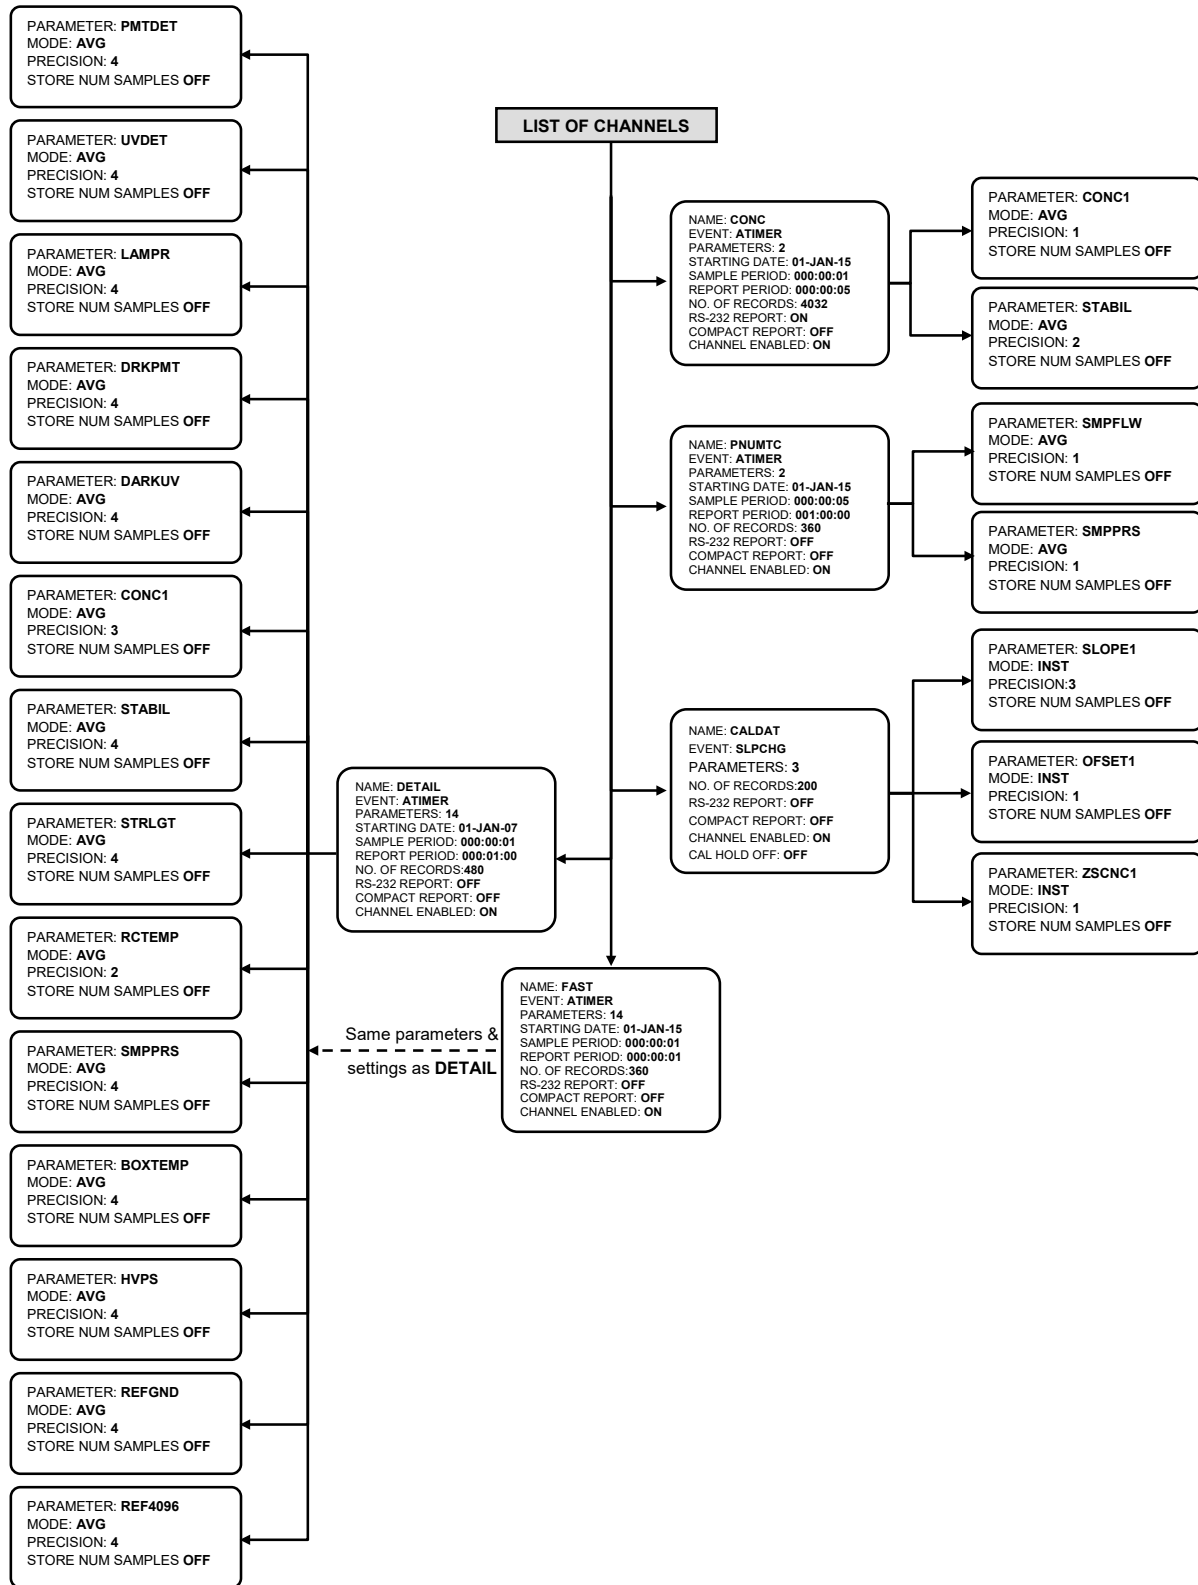 PARAMETER: PMTDET
MODE: AVG
PRECISION: 4
STORE NUM SAMPLES OFF
PARAMETER: UVDET
MODE: AVG
PRECISION: 4
STORE NUM SAMPLES OFF
PARAMETER: LAMPR
MODE: AVG
PRECISION: 4
STORE NUM SAMPLES OFF
PARAMETER: DRKPMT
MODE: AVG
PRECISION: 4
STORE NUM SAMPLES OFF
PARAMETER: DARKUV
MODE: AVG
PRECISION: 4
STORE NUM SAMPLES OFF
PARAMETER: CONC1
MODE: AVG
PRECISION: 3
STORE NUM SAMPLES OFF
PARAMETER: STABIL
MODE: AVG
PRECISION: 4
STORE NUM SAMPLES OFF
PARAMETER: STRLGT
MODE: AVG
PRECISION: 4
STORE NUM SAMPLES OFF
PARAMETER: RCTEMP
MODE: AVG
PRECISION: 2
STORE NUM SAMPLES OFF
PARAMETER: SMPPRS
MODE: AVG
PRECISION: 4
STORE NUM SAMPLES OFF
PARAMETER: BOXTEMP
MODE: AVG
PRECISION: 4
STORE NUM SAMPLES OFF
PARAMETER: HVPS
MODE: AVG
PRECISION: 4
STORE NUM SAMPLES OFF
PARAMETER: REFGND
MODE: AVG
PRECISION: 4
STORE NUM SAMPLES OFF
PARAMETER: REF4096
MODE: AVG
PRECISION: 4
STORE NUM SAMPLES OFF
LIST OF CHANNELS
NAME: DETAIL
EVENT: ATIMER
PARAMETERS: 14
STARTING DATE: 01-JAN-07
SAMPLE PERIOD: 000:00:01
REPORT PERIOD: 000:01:00
NO. OF RECORDS:480
RS-232 REPORT: OFF
COMPACT REPORT: OFF
CHANNEL ENABLED: ON
Same parameters &
settings as DETAIL
NAME: FAST
EVENT: ATIMER
PARAMETERS: 14
STARTING DATE: 01-JAN-15
SAMPLE PERIOD: 000:00:01
REPORT PERIOD: 000:00:01
NO. OF RECORDS:360
RS-232 REPORT: OFF
COMPACT REPORT: OFF
CHANNEL ENABLED: ON
NAME: CONC
EVENT: ATIMER
PARAMETERS: 2
STARTING DATE: 01-JAN-15
SAMPLE PERIOD: 000:00:01
REPORT PERIOD: 000:00:05
NO. OF RECORDS: 4032
RS-232 REPORT: ON
COMPACT REPORT: OFF
CHANNEL ENABLED: ON
NAME: PNUMTC
EVENT: ATIMER
PARAMETERS: 2
STARTING DATE: 01-JAN-15
SAMPLE PERIOD: 000:00:05
REPORT PERIOD: 001:00:00
NO. OF RECORDS: 360
RS-232 REPORT: OFF
COMPACT REPORT: OFF
CHANNEL ENABLED: ON
NAME: CALDAT
EVENT: SLPCHG
PARAMETERS: 3
NO. OF RECORDS:200
RS-232 REPORT: OFF
COMPACT REPORT: OFF
CHANNEL ENABLED: ON
CAL HOLD OFF: OFF
PARAMETER: CONC1
MODE: AVG
PRECISION: 1
STORE NUM SAMPLES OFF
PARAMETER: STABIL
MODE: AVG
PRECISION: 2
STORE NUM SAMPLES OFF
PARAMETER: SMPFLW
MODE: AVG
PRECISION: 1
STORE NUM SAMPLES OFF
PARAMETER: SMPPRS
MODE: AVG
PRECISION: 1
STORE NUM SAMPLES OFF
PARAMETER: SLOPE1
MODE: INST
PRECISION:3
STORE NUM SAMPLES OFF
PARAMETER: OFSET1
MODE: INST
PRECISION: 1
STORE NUM SAMPLES OFF
PARAMETER: ZSCNC1
MODE: INST
PRECISION: 1
STORE NUM SAMPLES OFF